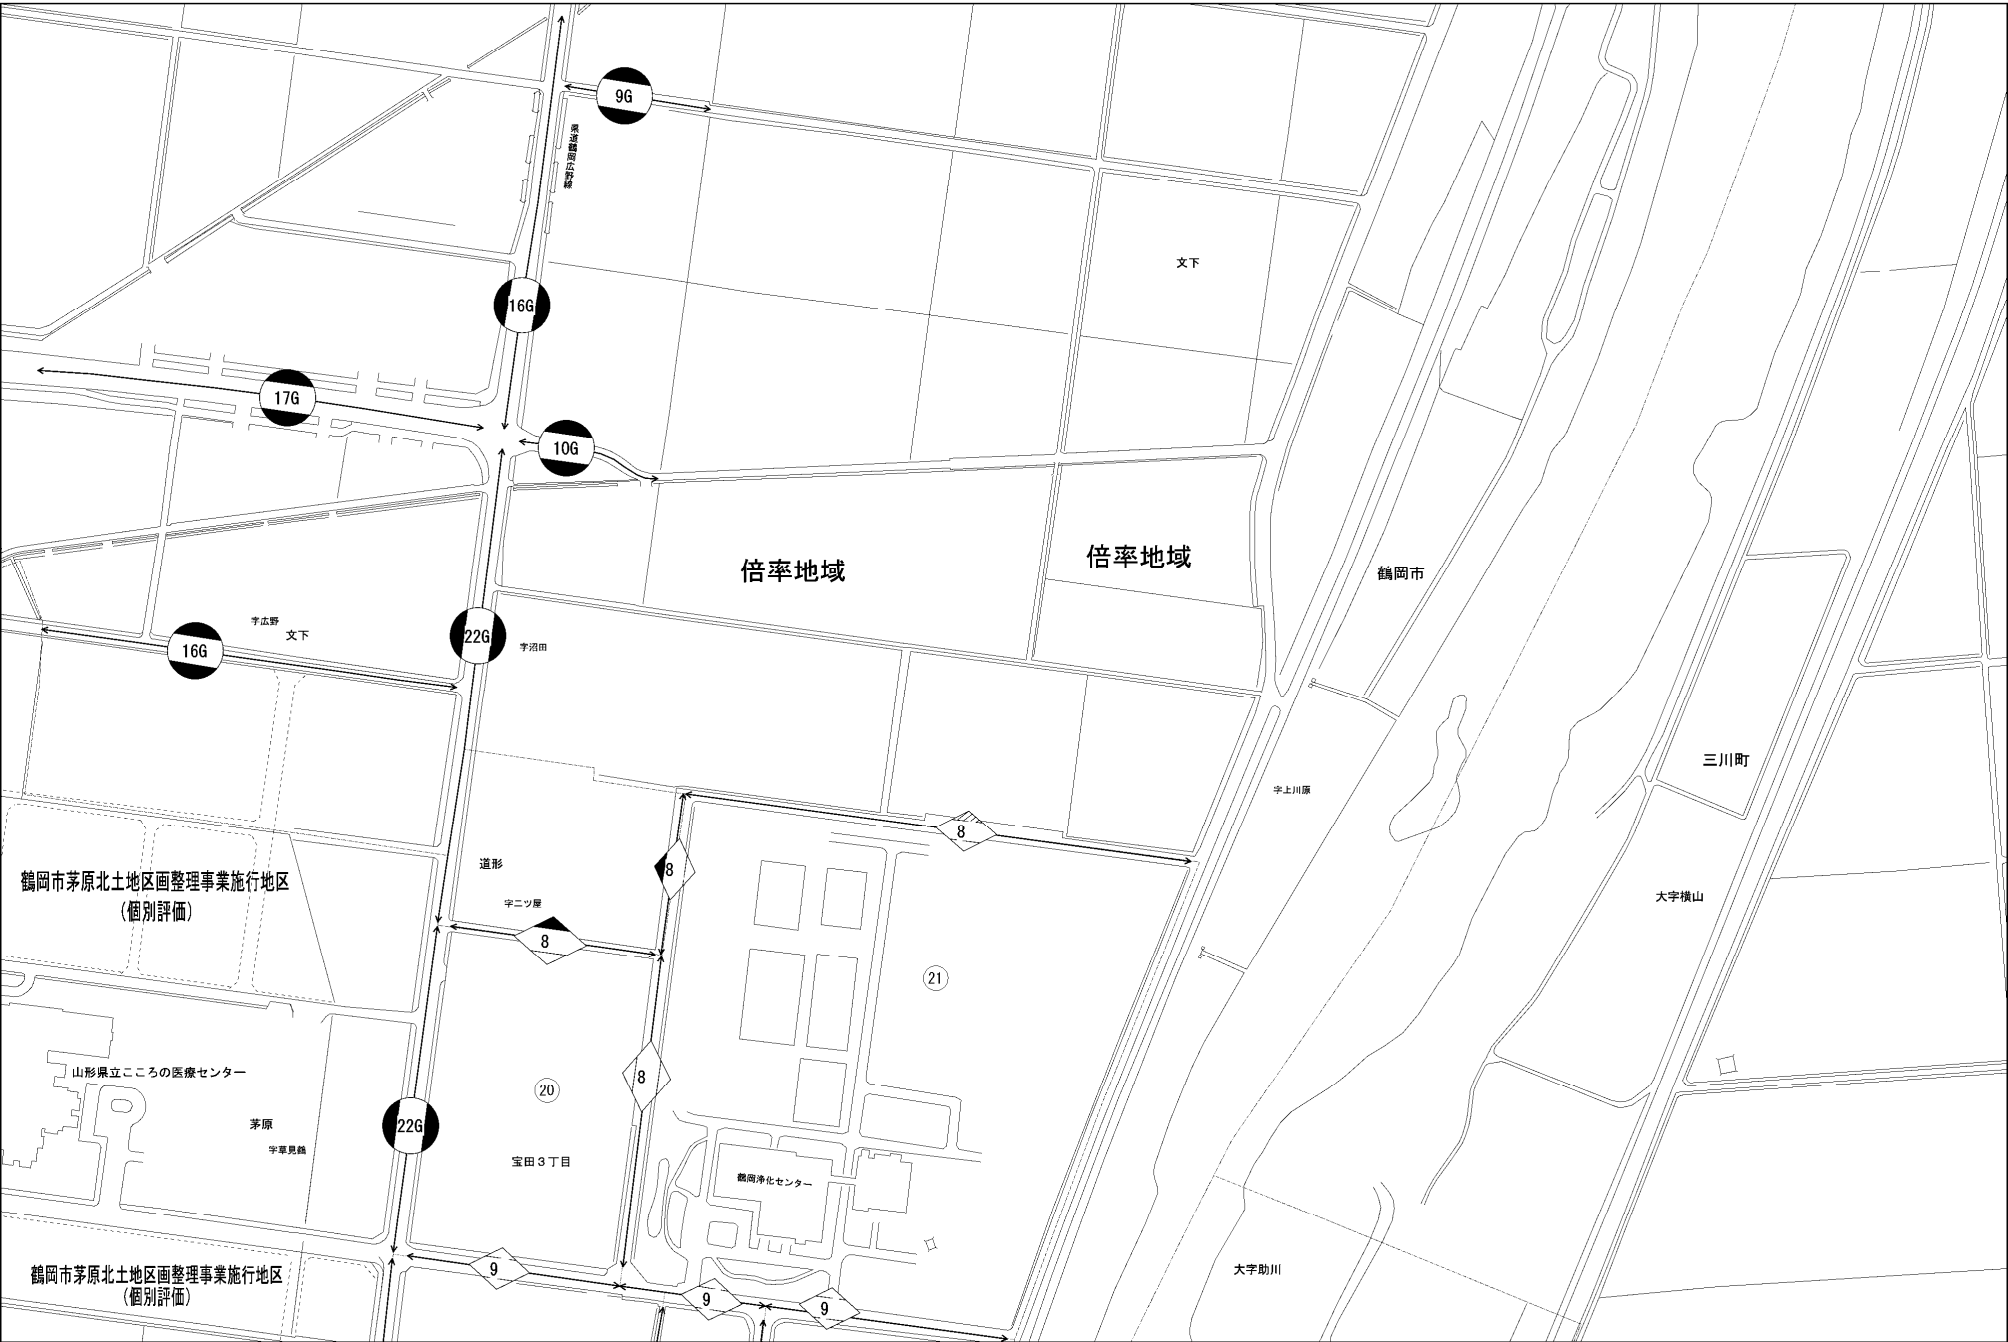 9G
県道鶴岡広野線
文下
16G
17G
10G
倍率地域
倍率地域
鶴岡市
字広野
文下
22G
字沼田
16G
三川町
字上川原
8
道形
8
鶴岡市茅原北土地区画整理事業施行地区
(個別評価)
字二ツ屋
大字横山
8
21
山形県立こころの医療センター
8
20
茅原
22G
字草見鶴
宝田3丁目
鶴岡浄化センター
大字助川
9
鶴岡市茅原北土地区画整理事業施行地区
(個別評価)
9
9